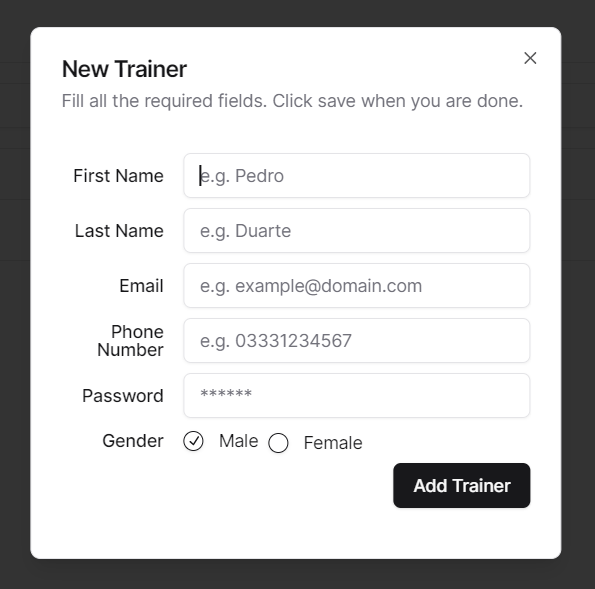 New Trainer
Fill all the required fields. Click save when you are done.
First Name
e.g. Pedro
Last Name
e.g. Duarte
Email
e.g. example@domain.com
Phone
Number
e.g. 03331234567
Password
******
Gender
Male
Female
Add Trainer